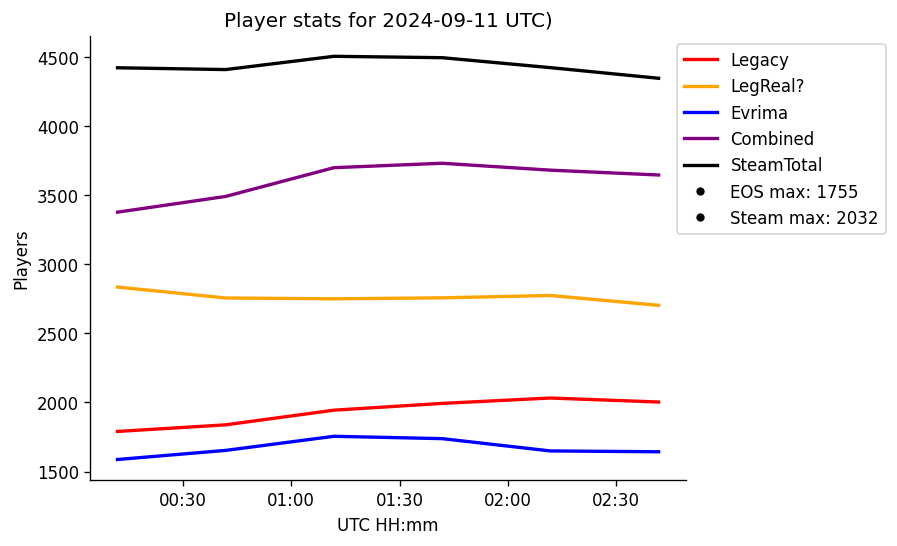 Player stats for 2024-09-11 UTC)
4500
4000
3500
3000
2500
2000
1500
Players
00:30 01:00 01:30 02:00 02:30
UTC HH:mm
Legacy
LegReal?
Evrima
Combined
SteamTotal
EOS max: 1755
Steam max: 2032